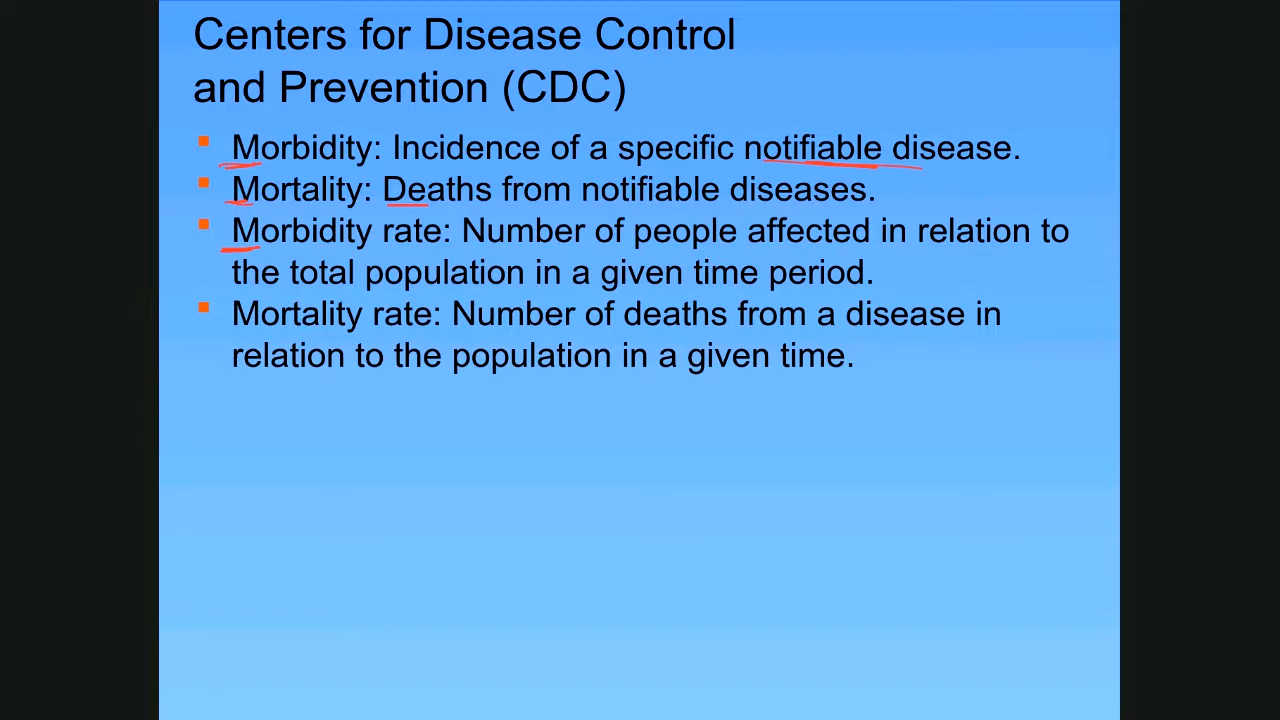 Centers for Disease Control
and Prevention (CDC)
Morbidity: Incidence of a specific notifiable disease.
Mortality: Deaths from notifiable diseases.
Morbidity rate: Number of people affected in relation to
the total population in a given time period.
Mortality rate: Number of deaths from a disease in
relation to the population in a given time.